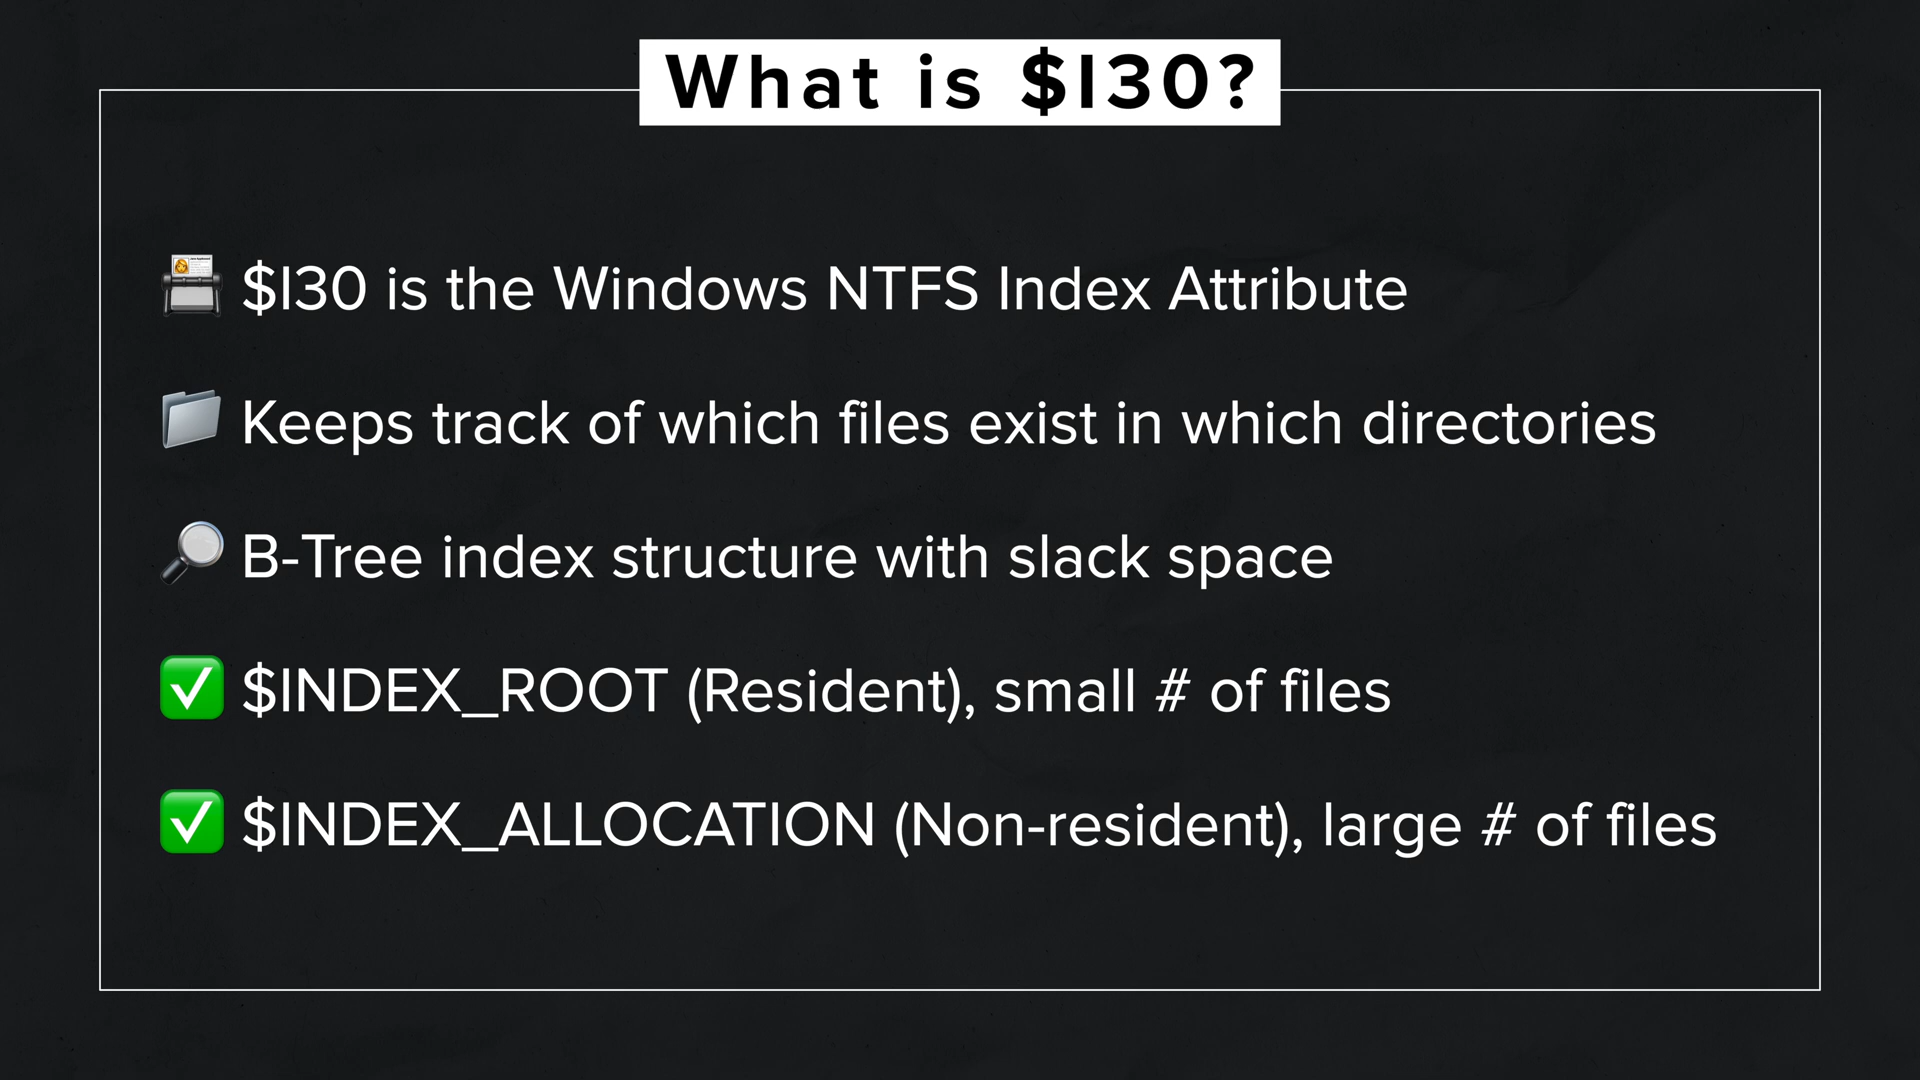 What is $I30?
$I30 is the Windows NTFS Index Attribute
Keeps track of which files exist in which directories
B-Tree index structure with slack space
$INDEX_ROOT (Resident), small # of files
$INDEX_ALLOCATION (Non-resident), large # of files